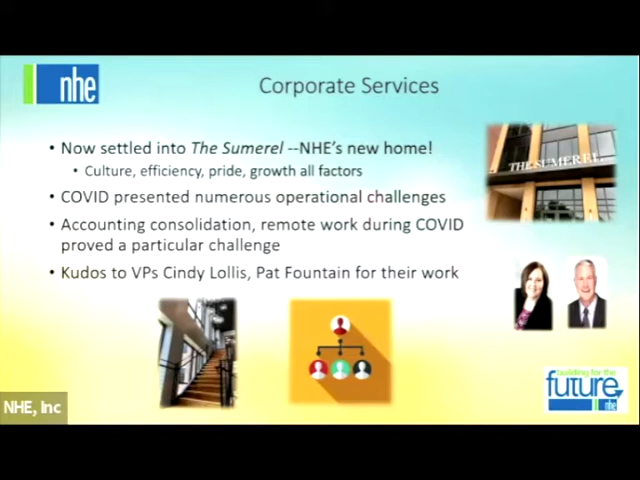 nhe
Corporate Services
• Now settled into The Sumerel --NHE's new home!
• Culture, efficiency, pride, growth all factors
• COVID presented numerous operational challenges
• Accounting consolidation, remote work during COVID
proved a particular challenge
• Kudos to VPs Cindy Lollis, Pat Fountain for their work
THE SUMEREL
building for the
future
nhe
NHE, Inc